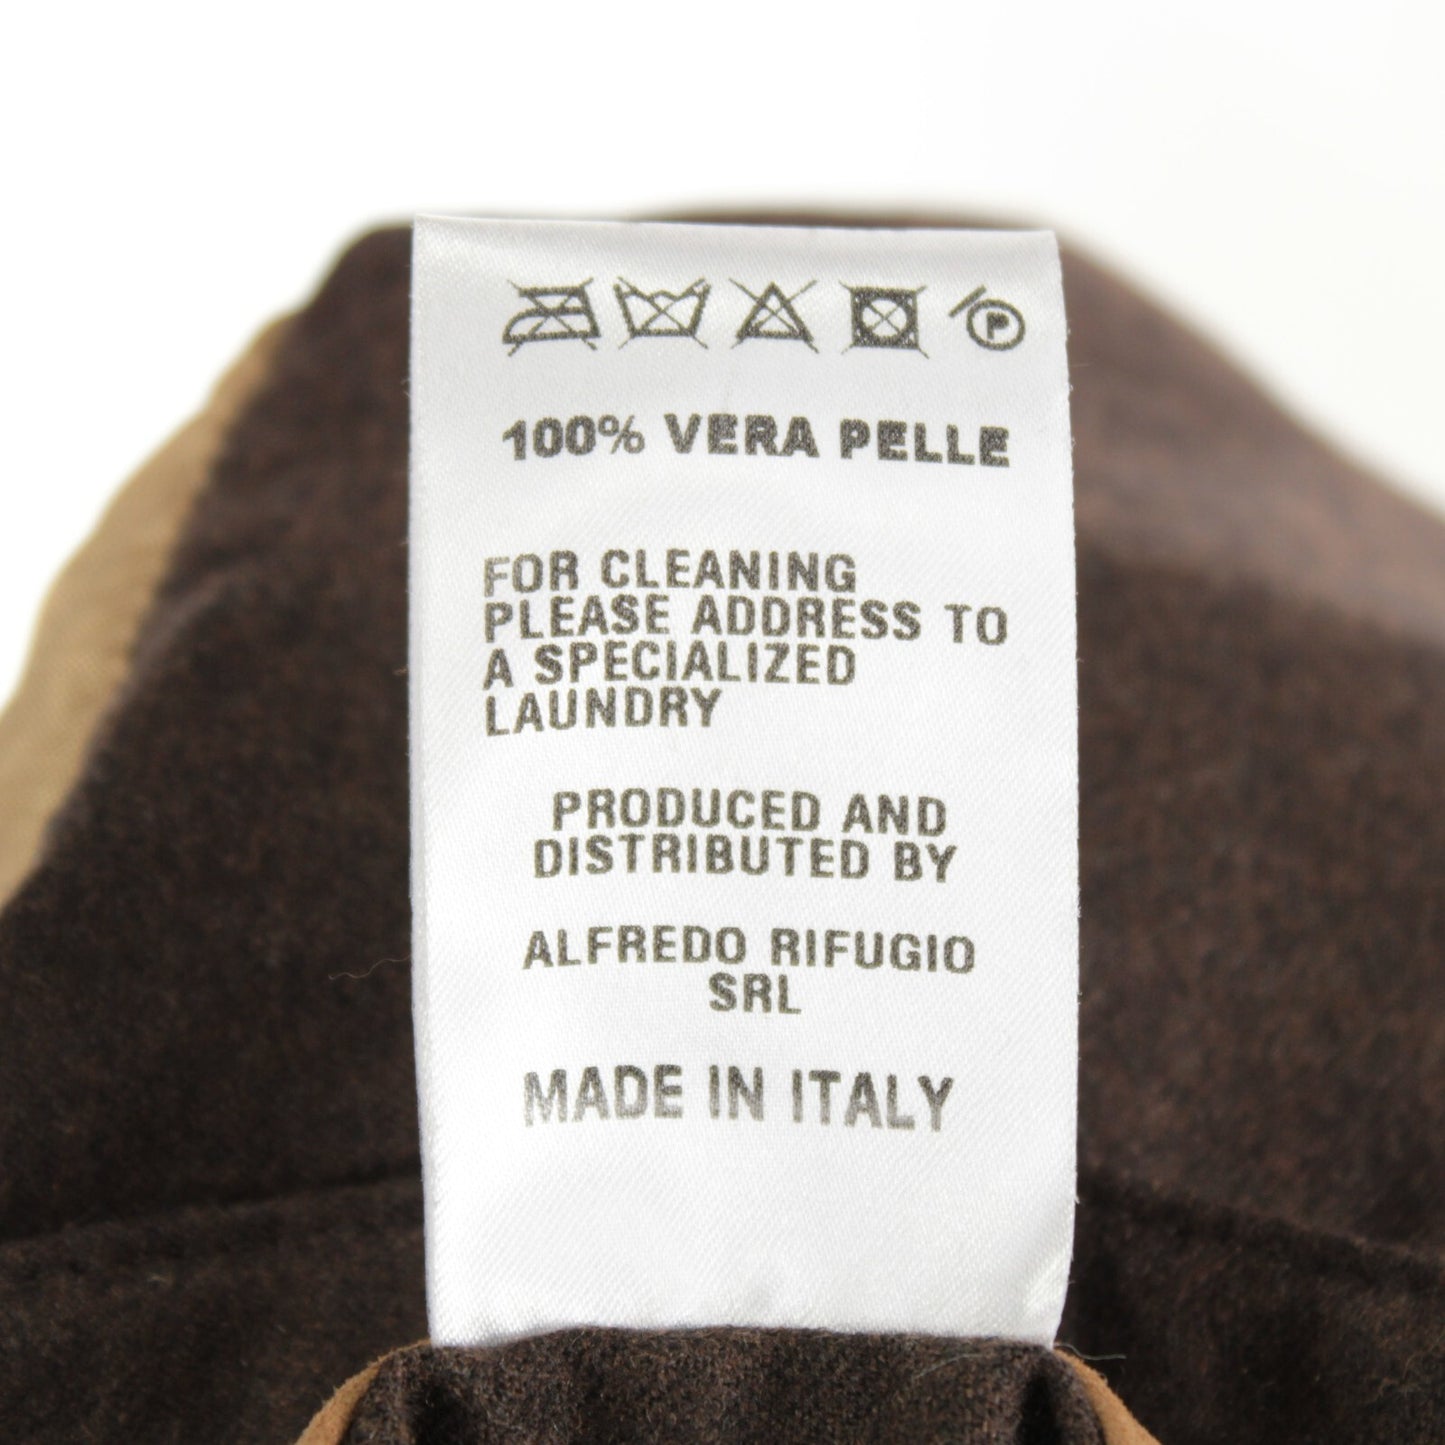 P
100% VERA PELLE
FOR CLEANING
PLEASE ADDRESS TO
A SPECIALIZED
LAUNDRY
PRODUCED AND
DISTRIBUTED BY
ALFREDO RIFUGIO
SRL
MADE IN ITALY